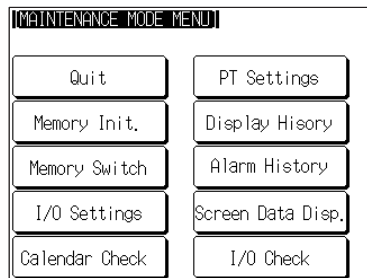 [MAINTENANCE MODE MENU]
Quit
PT Settings
Memory Init.
Display Hisory
Memory Switch
Alarm History
I/O Settings
Screen Data Disp.
Calendar Check
I/O Check